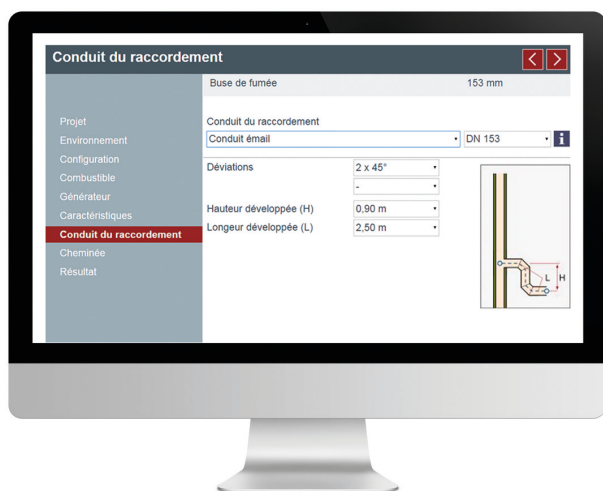 Conduit du raccordement
Buse de fumée 153 mm
Projet
Environnement
Configuration
Combustible
Générateur
Caractéristiques
Conduit du raccordement
Cheminée
Résultat
Conduit du raccordement
Conduit émail DN 153 i
Déviations 2 x 45°
-
Hauteur développée (H) 0,90 m
Longeur développée (L) 2,50 m
L H